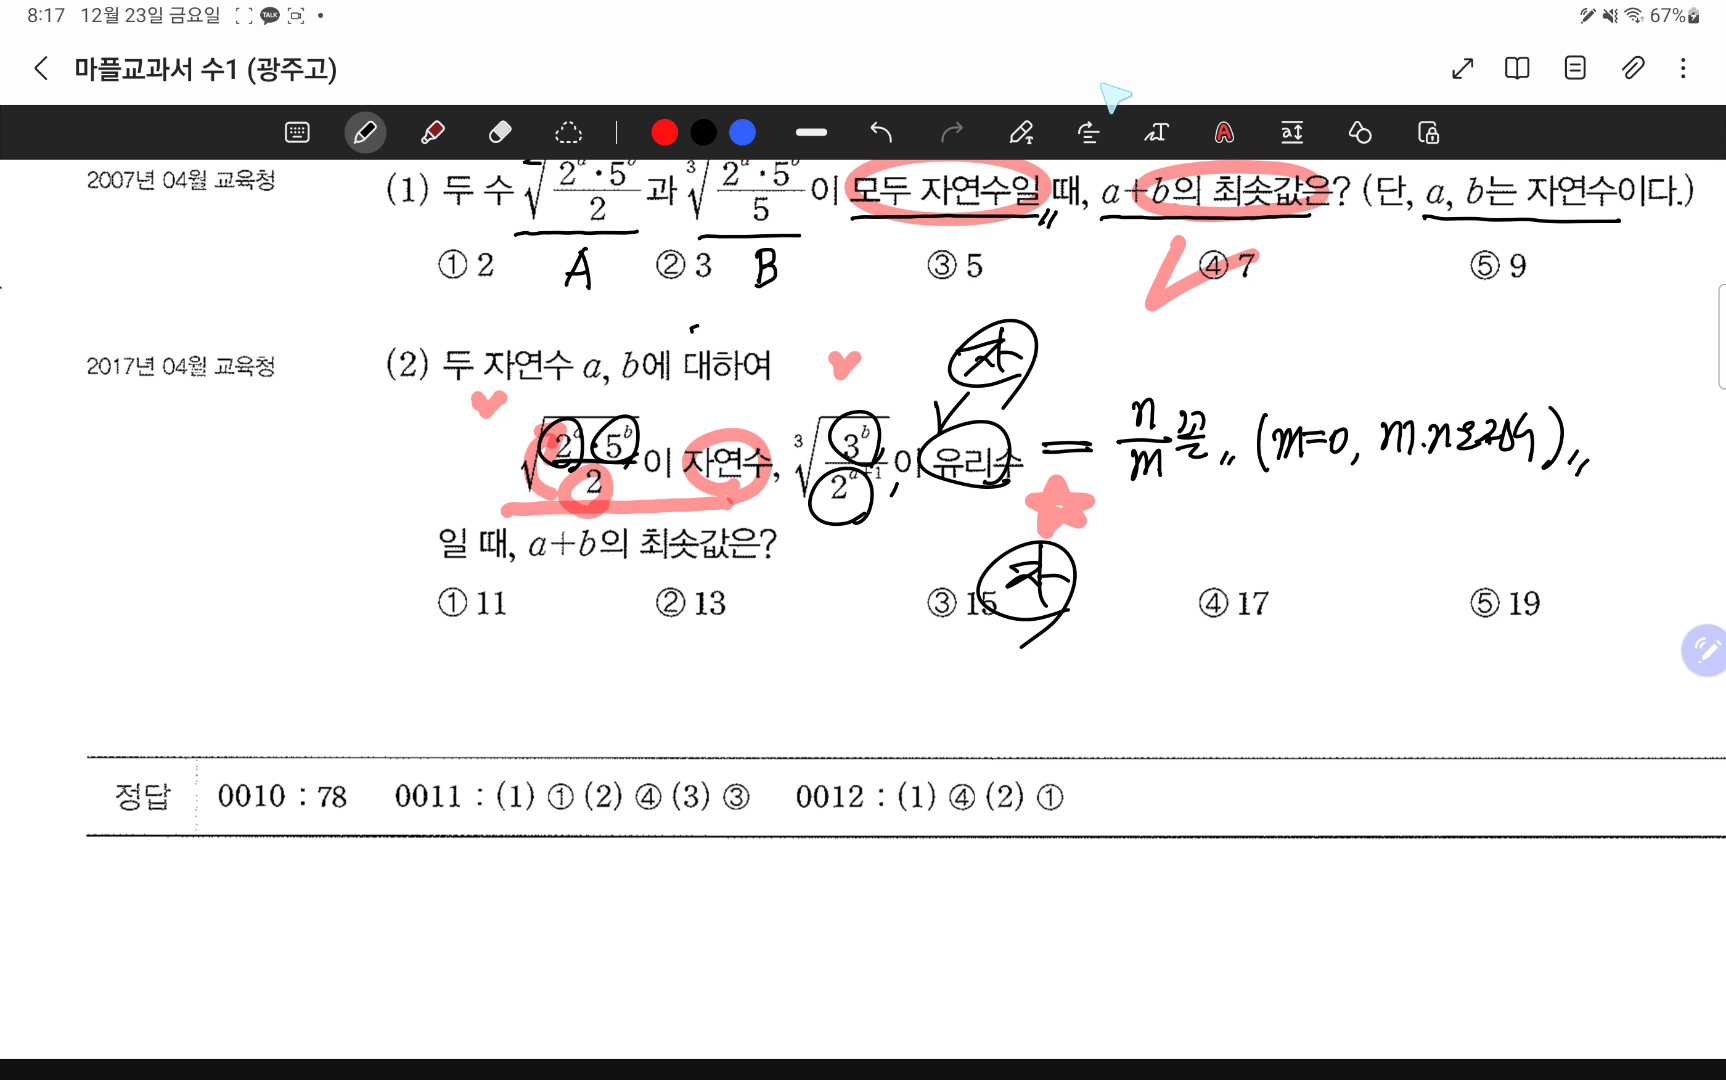 8:17 12월 23일 금요일 TALK 67%
마플교과서 수1 (광주고)
2007년 04월 교육청
(1) 두 수 √(2^a·5^b/2)과 ³√(2^a·5^b/5)이 모두 자연수일 때, a+b의 최솟값은? (단, a, b는 자연수이다.)
① 2 ② 3 ③ 5 ④ 7 ⑤ 9
A B
2017년 04월 교육청
(2) 두 자연수 a, b에 대하여
자
√(2^a·5^b/2)이 자연수, ³√(3^b/2^(a+1))이 유리수 = n/m 꼴 (m=0, m.n
일 때, a+b의 최솟값은?
자
① 11 ② 13 ③ 15 ④ 17 ⑤ 19
정답 0010 : 78 0011 : (1) ① (2) ④ (3) ③ 0012 : (1) ④ (2) ①